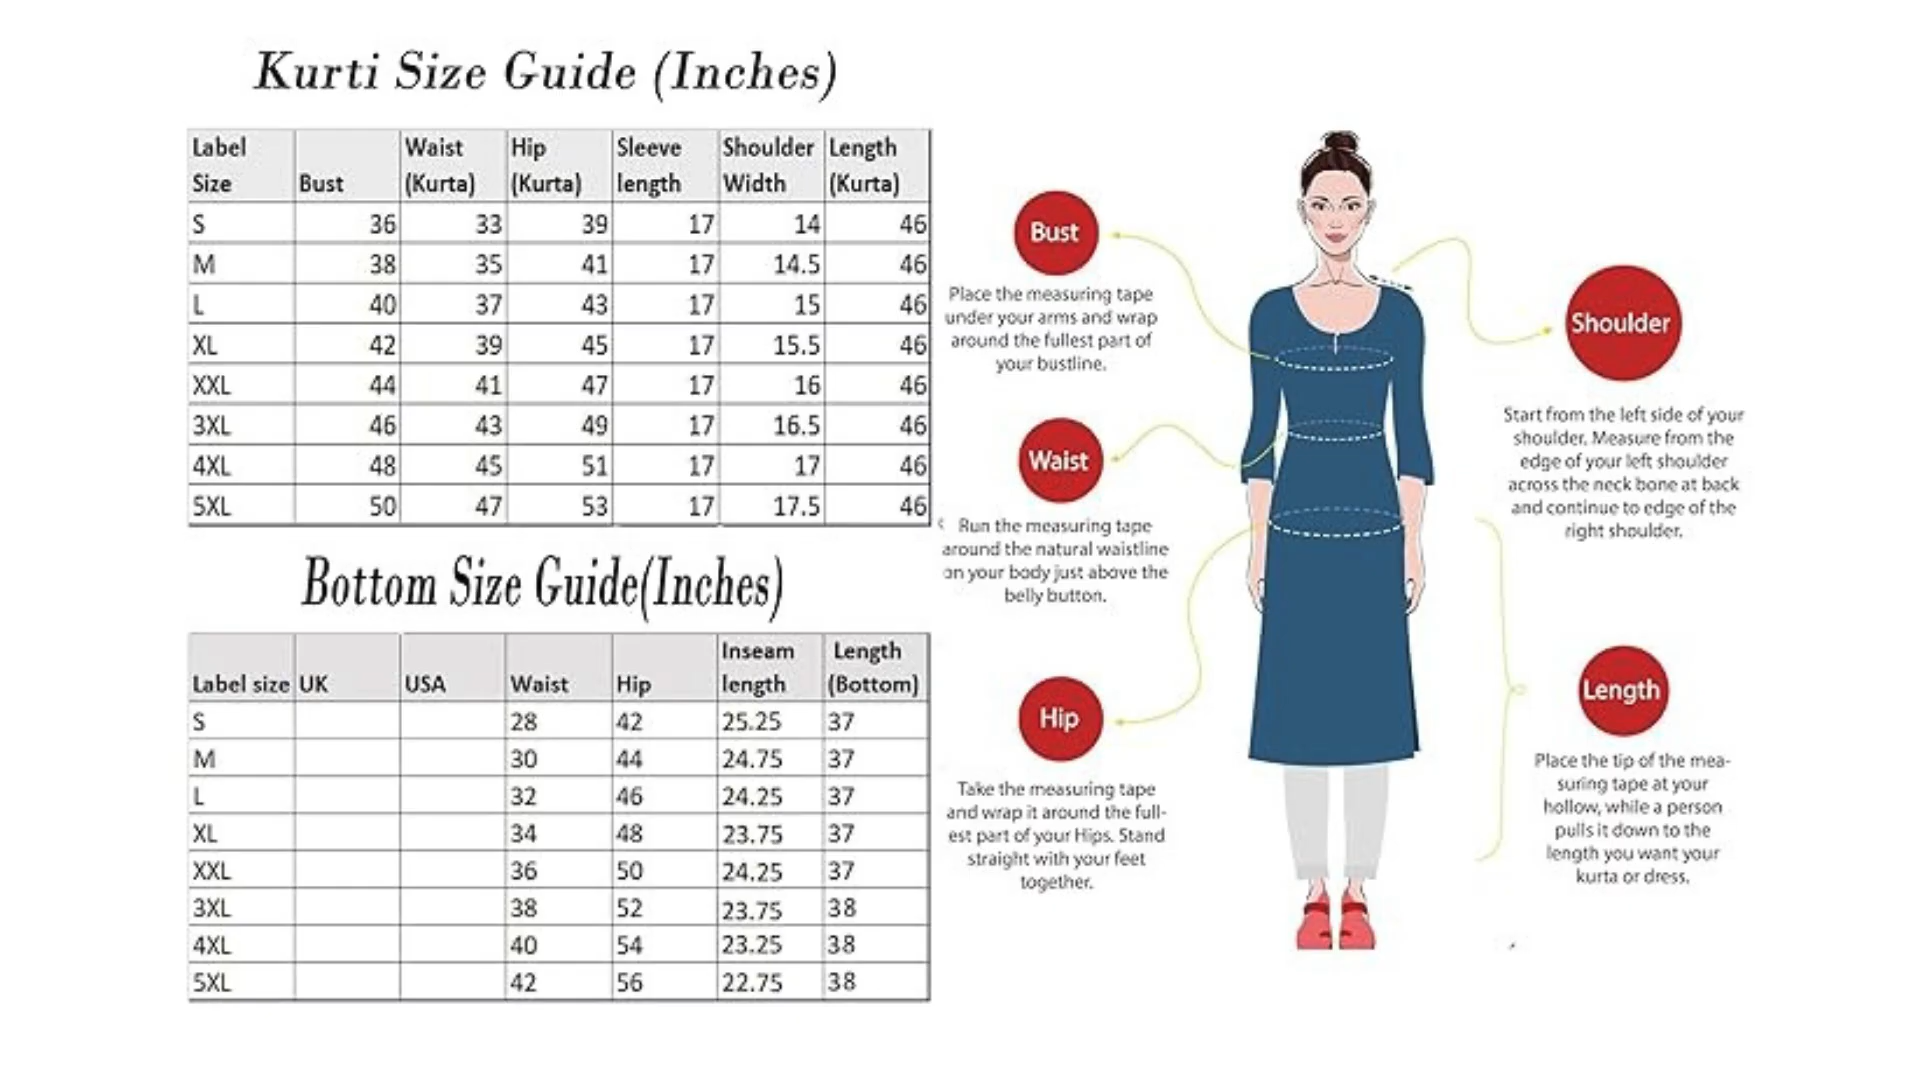 Kurti Size Guide (Inches)
Label Size Bust Waist (Kurta) Hip (Kurta) Sleeve length Shoulder Width Length (Kurta)
S 36 33 39 17 14 46
M 38 35 41 17 14.5 46
L 40 37 43 17 15 46
XL 42 39 45 17 15.5 46
XXL 44 41 47 17 16 46
3XL 46 43 49 17 16.5 46
4XL 48 45 51 17 17 46
5XL 50 47 53 17 17.5 46
Bottom Size Guide(Inches)
Label size UK USA Waist Hip Inseam length Length (Bottom)
S 28 42 25.25 37
M 30 44 24.75 37
L 32 46 24.25 37
XL 34 48 23.75 37
XXL 36 50 24.25 37
3XL 38 52 23.75 38
4XL 40 54 23.25 38
5XL 42 56 22.75 38
Bust
Place the measuring tape
under your arms and wrap
around the fullest part of
your bustline.
Waist
Run the measuring tape
around the natural waistline
on your body just above the
belly button.
Hip
Take the measuring tape
and wrap it around the full-
est part of your Hips. Stand
straight with your feet
together.
Shoulder
Start from the left side of your
shoulder. Measure from the
edge of your left shoulder
across the neck bone at back
and continue to edge of the
right shoulder.
Length
Place the tip of the mea-
suring tape at your
hollow, while a person
pulls it down to the
length you want your
kurta or dress.